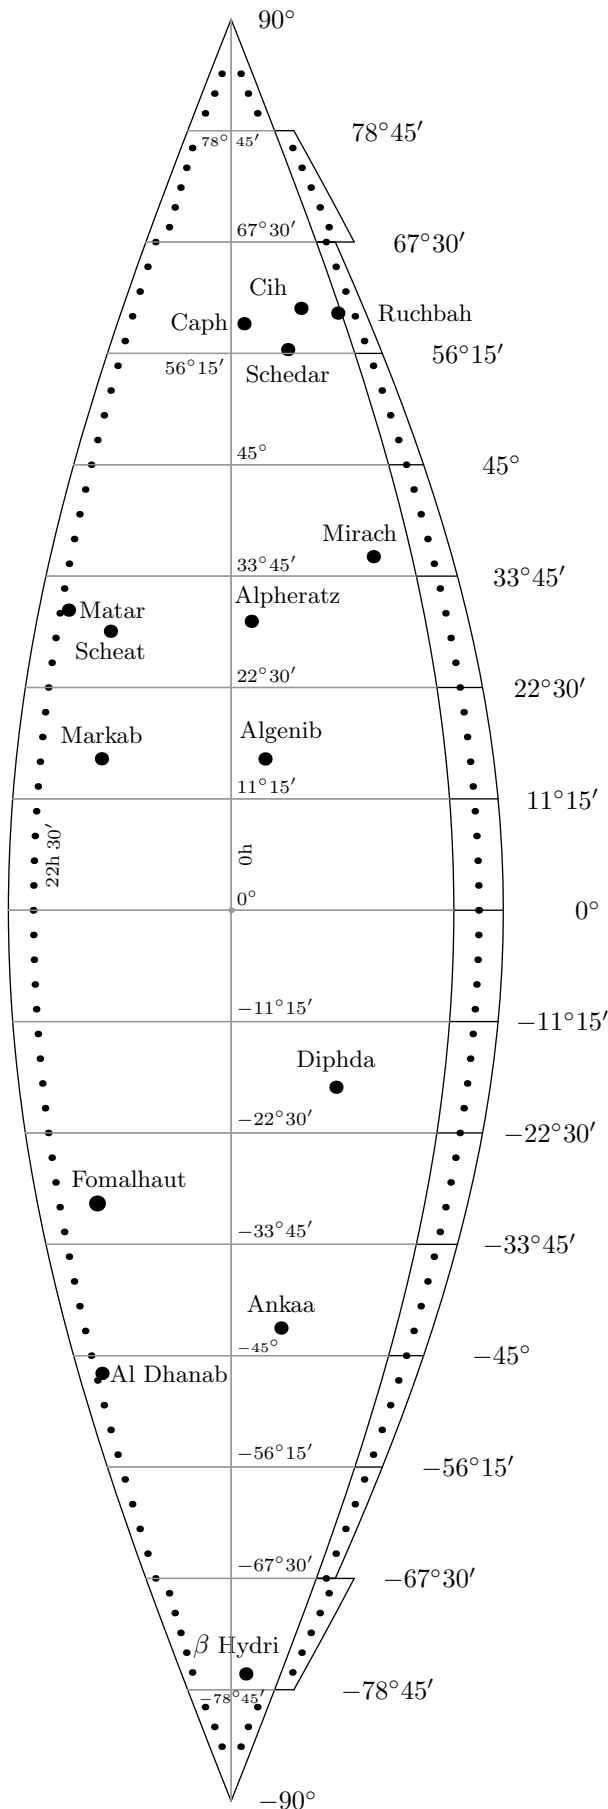 90°
78°45′
78° 45′
67°30′
67°30′
Cih
Caph
Ruchbah
56°15′
56°15′
Schedar
45°
45°
Mirach
33°45′
33°45′
Alpheratz
Matar
Scheat
22°30′
22°30′
Markab
Algenib
11°15′
11°15′
22h 30′
0h
0°
0°
−11°15′
−11°15′
Diphda
−22°30′
−22°30′
Fomalhaut
−33°45′
−33°45′
Ankaa
−45°
−45°
Al Dhanab
−56°15′
−56°15′
−67°30′
−67°30′
β Hydri
−78°45′
−78°45′
−90°